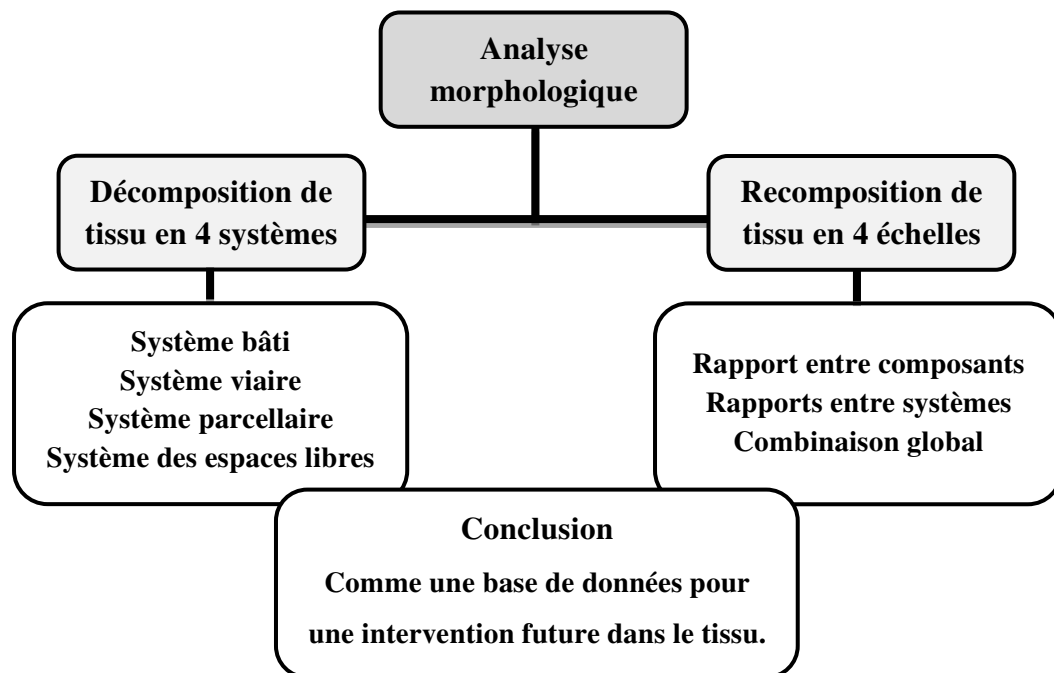 Analyse
morphologique
Décomposition de
tissu en 4 systèmes
Recomposition de
tissu en 4 échelles
Système bâti
Système viaire
Système parcellaire
Système des espaces libres
Rapport entre composants
Rapports entre systèmes
Combinaison global
Conclusion
Comme une base de données pour
une intervention future dans le tissu.